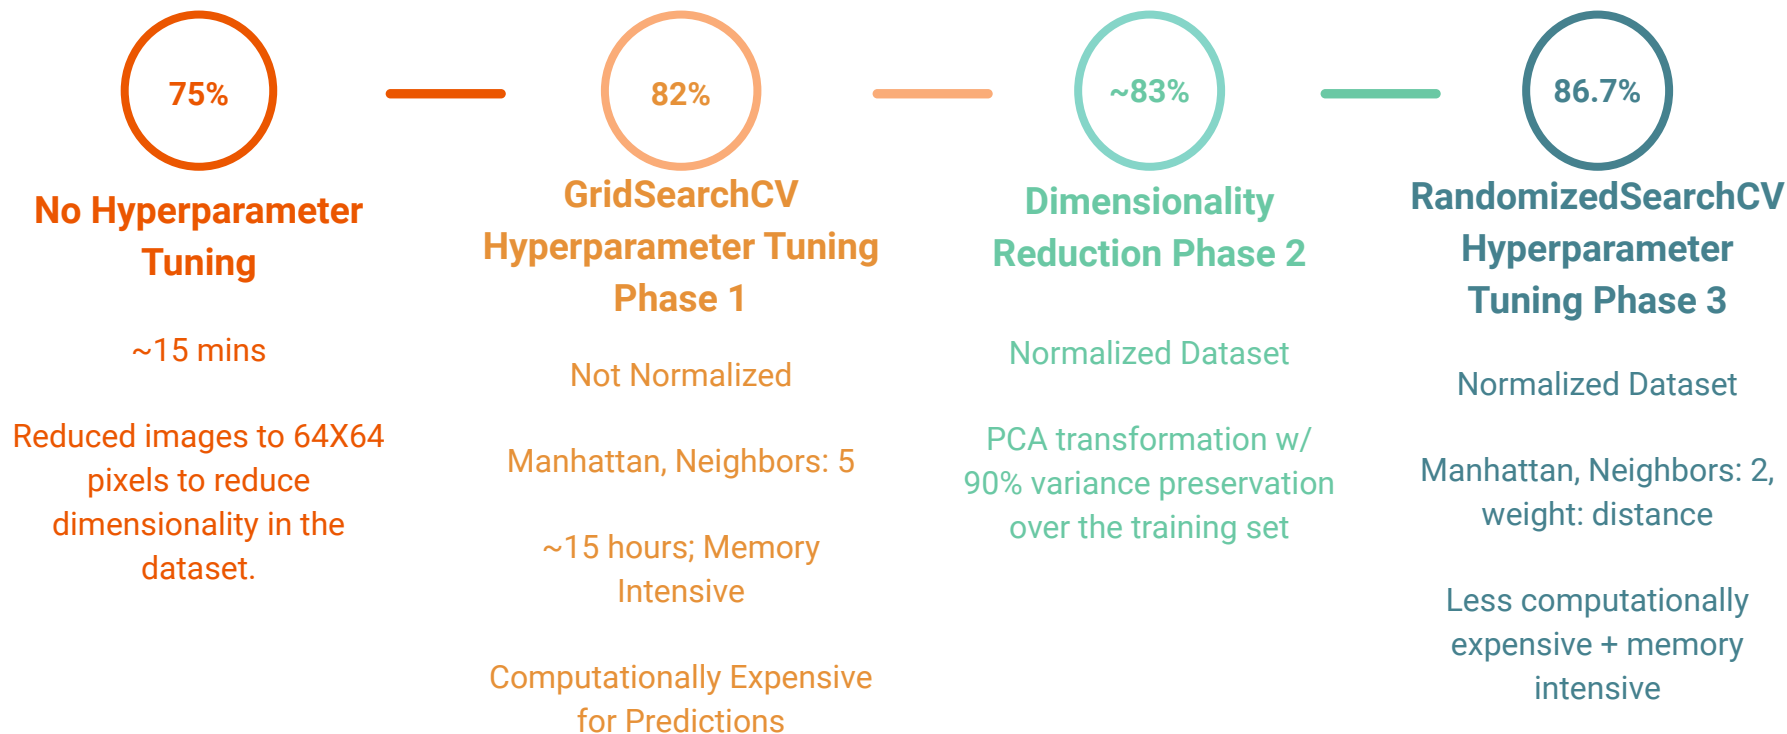 75%
No Hyperparameter
Tuning
~15 mins
Reduced images to 64X64
pixels to reduce
dimensionality in the
dataset.
82%
GridSearchCV
Hyperparameter Tuning
Phase 1
Not Normalized
Manhattan, Neighbors: 5
~15 hours; Memory
Intensive
Computationally Expensive
for Predictions
~83%
Dimensionality
Reduction Phase 2
Normalized Dataset
PCA transformation w/
90% variance preservation
over the training set
86.7%
RandomizedSearchCV
Hyperparameter
Tuning Phase 3
Normalized Dataset
Manhattan, Neighbors: 2,
weight: distance
Less computationally
expensive + memory
intensive